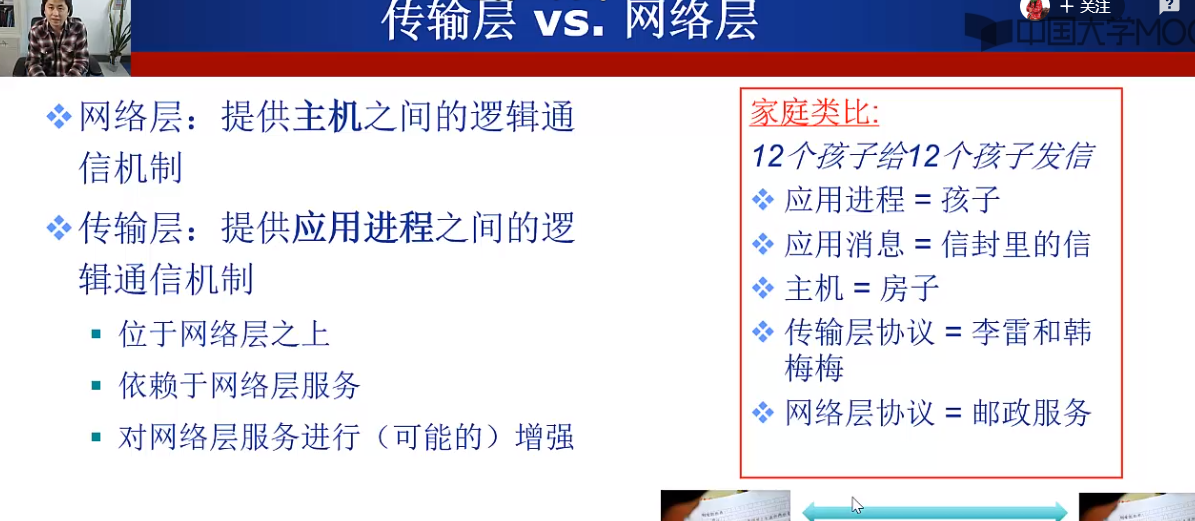 传输层 vs. 网络层
+ 关注
中国大学MOO
网络层：提供主机之间的逻辑通
信机制
传输层：提供应用进程之间的逻
辑通信机制
位于网络层之上
依赖于网络层服务
对网络层服务进行（可能的）增强
家庭类比:
12个孩子给12个孩子发信
应用进程 = 孩子
应用消息 = 信封里的信
主机 = 房子
传输层协议 = 李雷和韩
梅梅
网络层协议 = 邮政服务